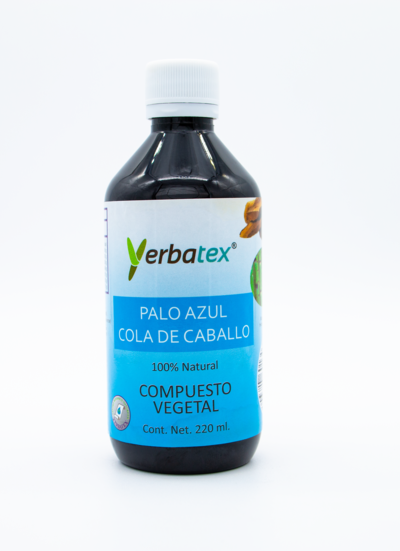 Yerbatex®
PALO AZUL
COLA DE CABALLO
100% Natural
COMPUESTO
VEGETAL
Cont. Net. 220 ml.